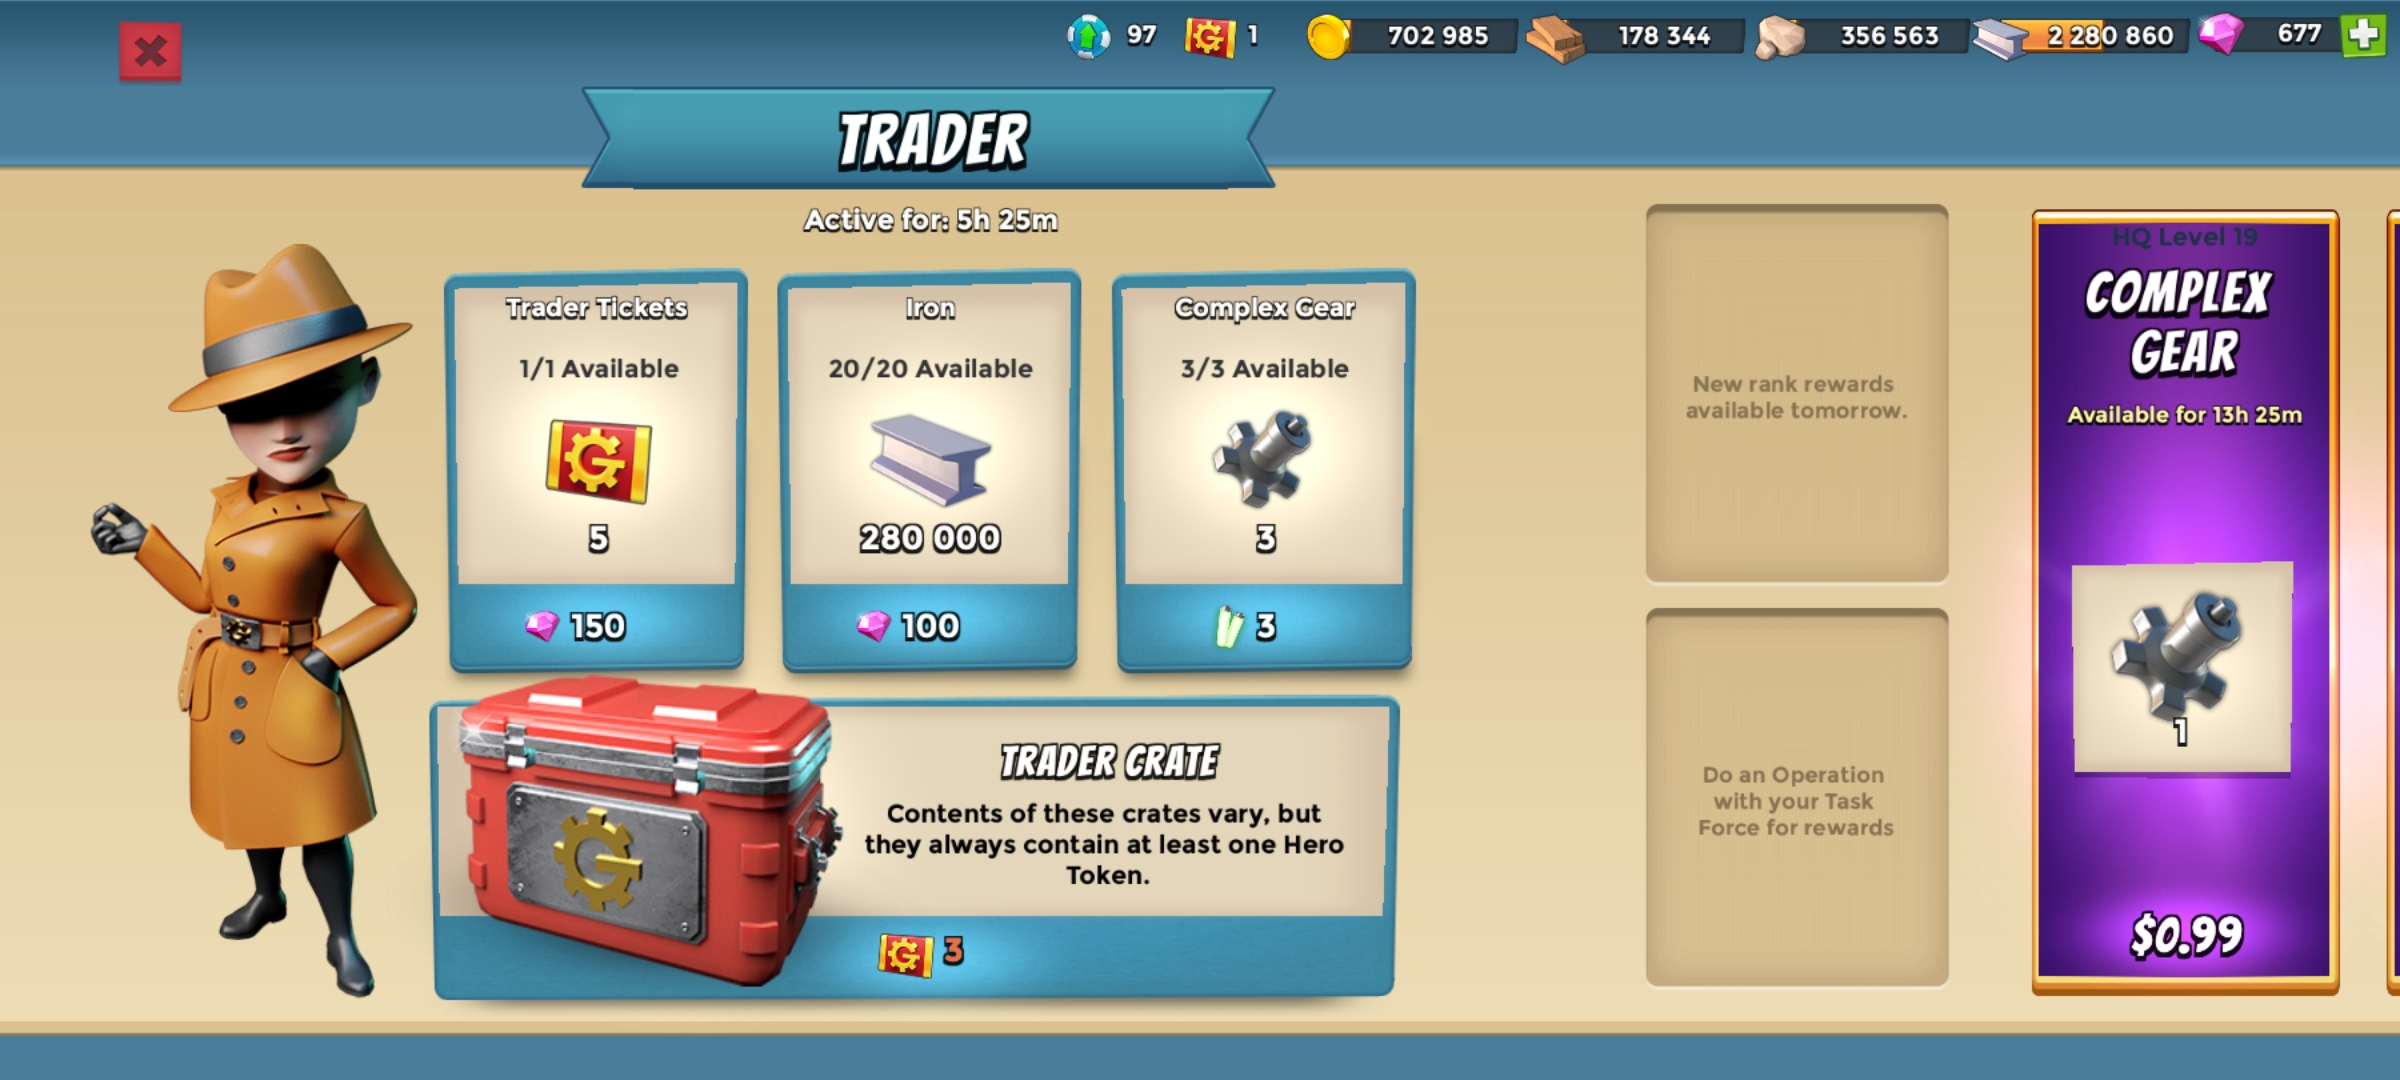 97 1 702 985 178 344 356 563 2 280 860 677
TRADER
Active for: 5h 25m
Trader Tickets
1/1 Available
5
150
Iron
20/20 Available
280 000
100
Complex Gear
3/3 Available
3
3
TRADER CRATE
Contents of these crates vary, but
they always contain at least one Hero
Token.
3
New rank rewards
available tomorrow.
Do an Operation
with your Task
Force for rewards
HQ Level 19
COMPLEX
GEAR
Available for 13h 25m
1
$0.99